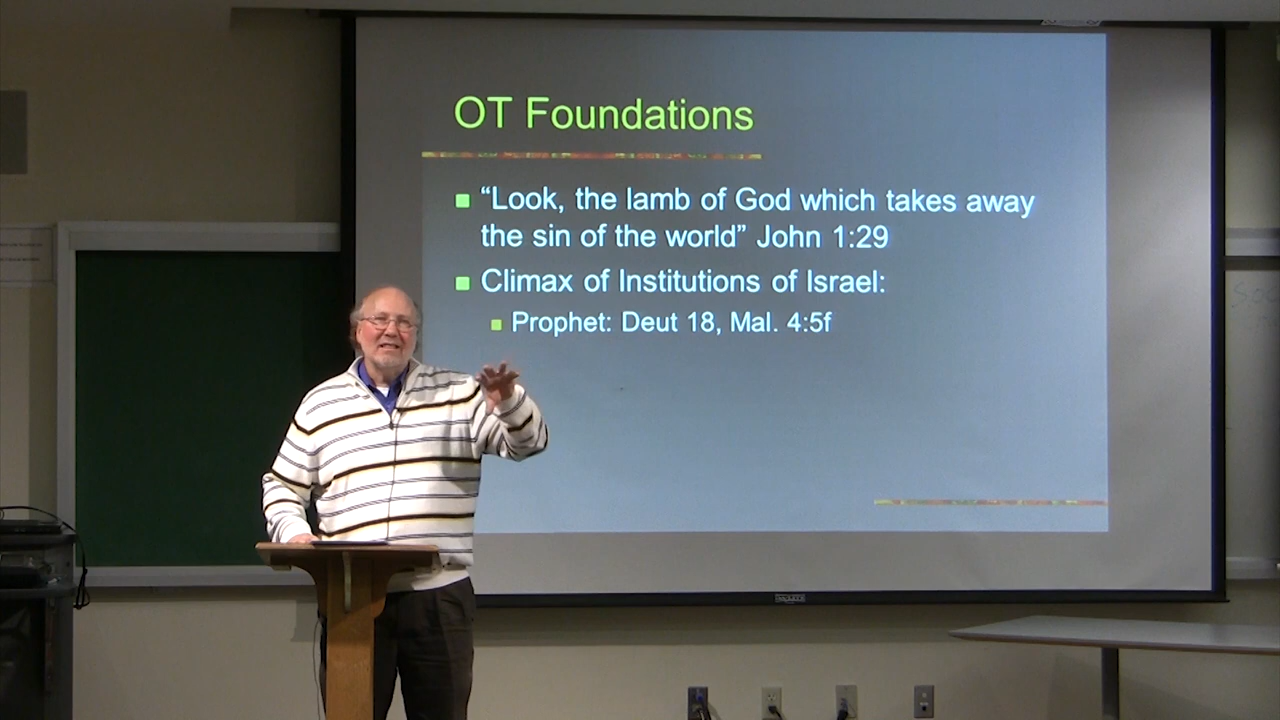 OT Foundations
“Look, the lamb of God which takes away
the sin of the world” John 1:29
Climax of Institutions of Israel:
Prophet: Deut 18, Mal. 4:5f